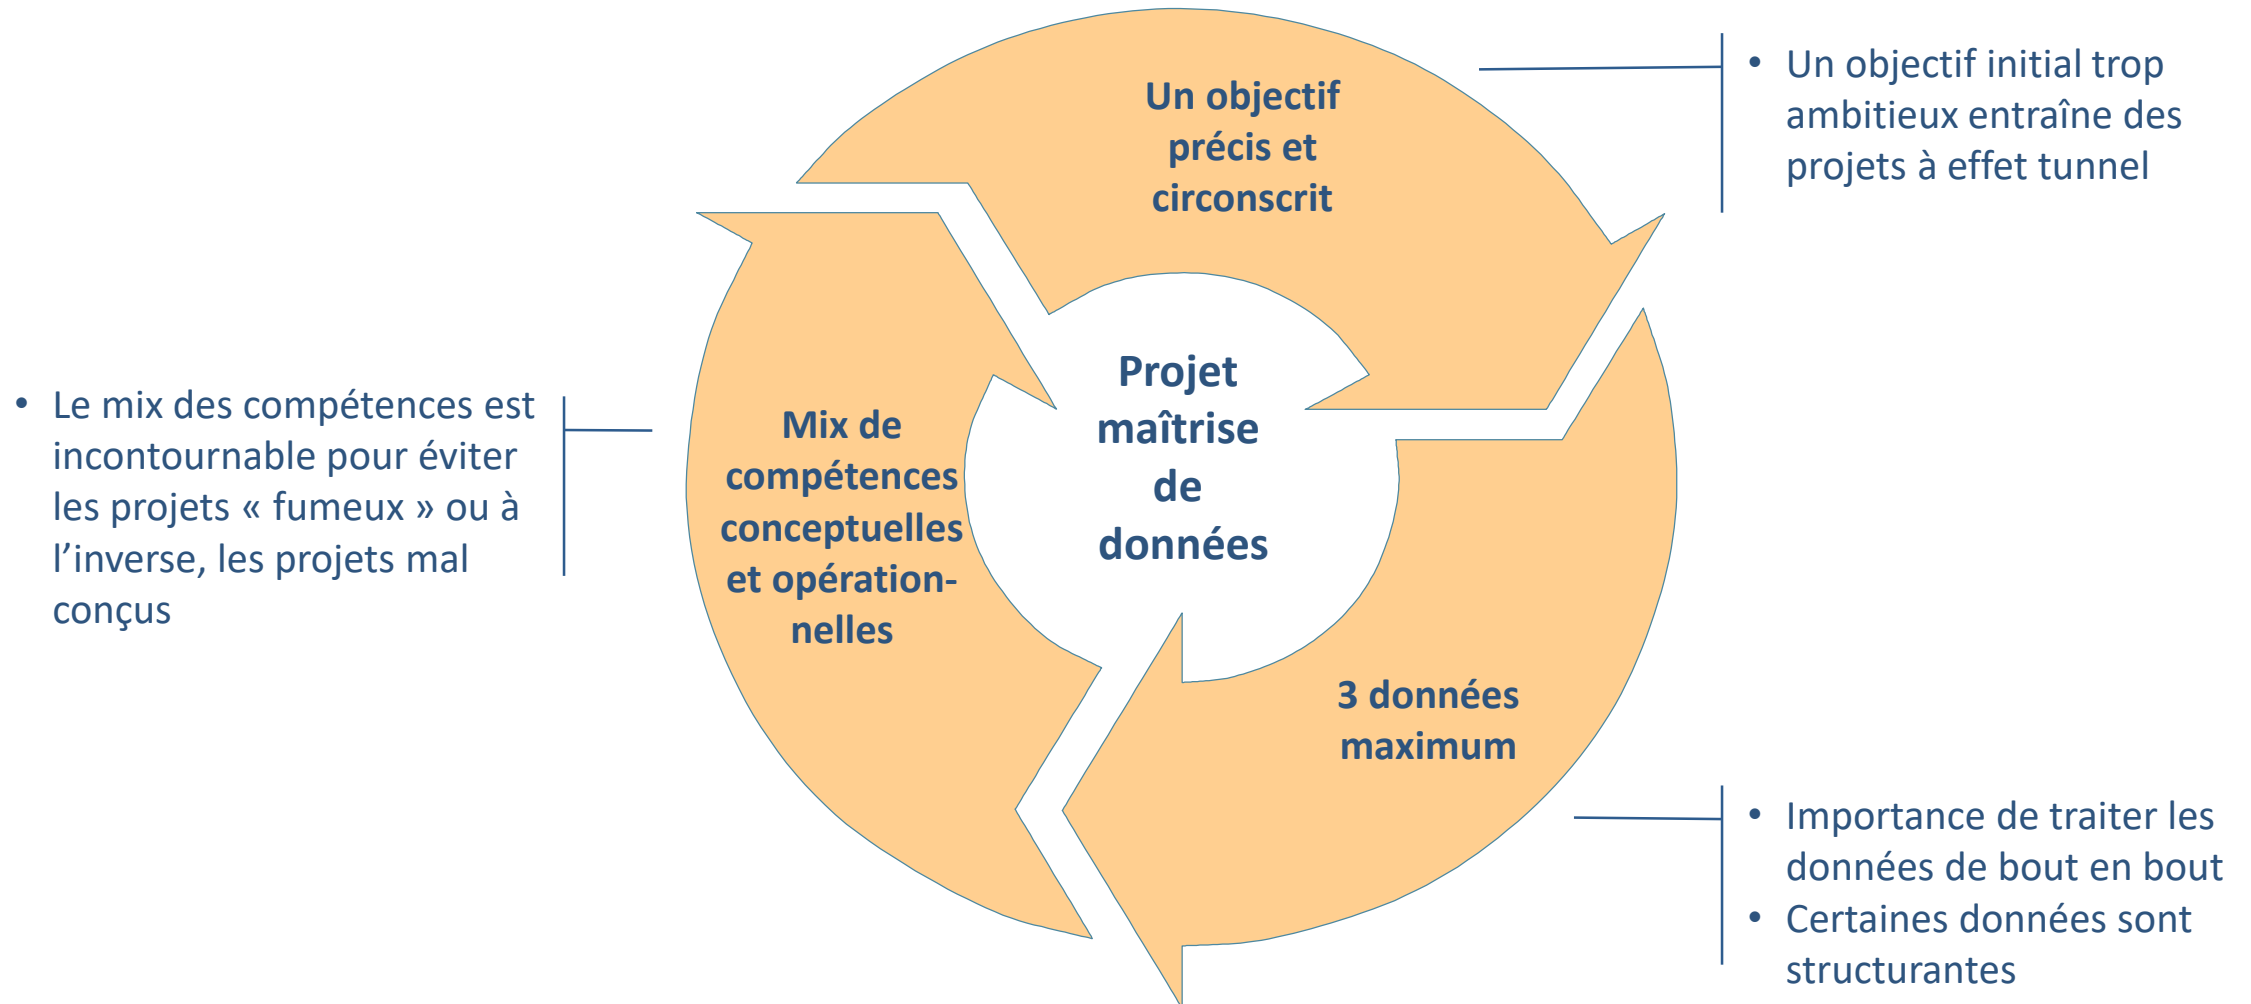 Un objectif
précis et
circonscrit
• Un objectif initial trop
ambitieux entraîne des
projets à effet tunnel
Projet
maîtrise
de
données
• Le mix des compétences est
incontournable pour éviter
les projets « fumeux » ou à
l’inverse, les projets mal
conçus
Mix de
compétences
conceptuelles
et opération-
nelles
3 données
maximum
• Importance de traiter les
données de bout en bout
• Certaines données sont
structurantes